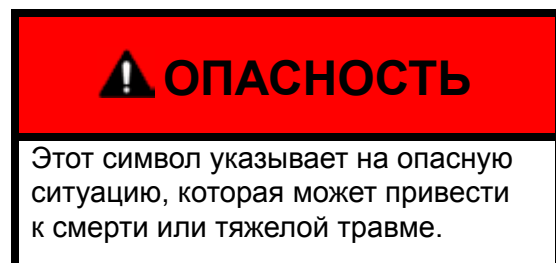 ОПАСНОСТЬ
Этот символ указывает на опасную
ситуацию, которая может привести
к смерти или тяжелой травме.